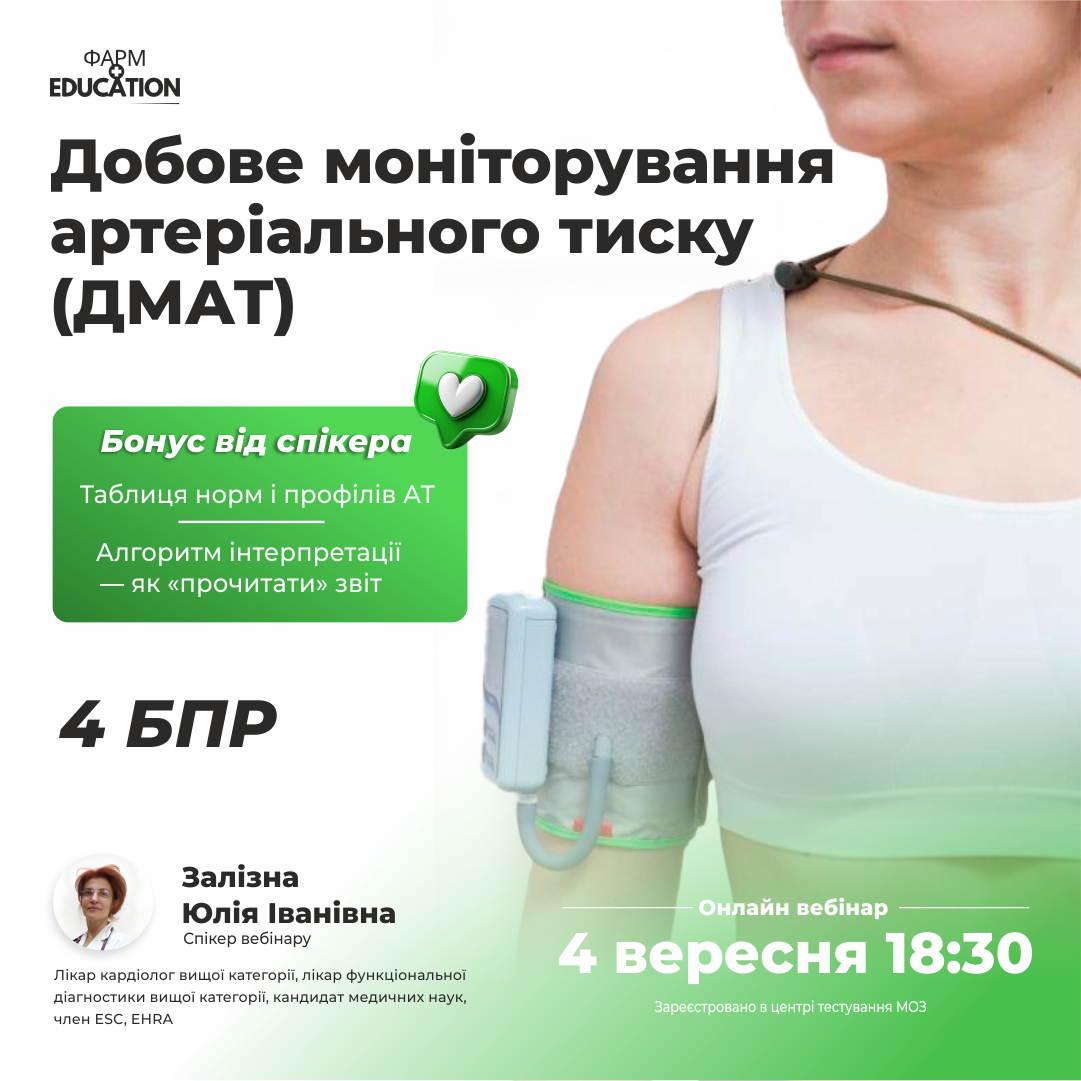 ФАРМ
EDUCATION
Добове моніторування
артеріального тиску
(ДМАТ)
Бонус від спікера
Таблиця норм і профілів АТ
Алгоритм інтерпретації
— як «прочитати» звіт
4 БПР
Залізна
Юлія Іванівна
Спікер вебінару
Лікар кардіолог вищої категорії, лікар функціональної
діагностики вищої категорії, кандидат медичних наук,
член ESC, EHRA
Онлайн вебінар
4 вересня 18:30
Зареєстровано в центрі тестування МОЗ